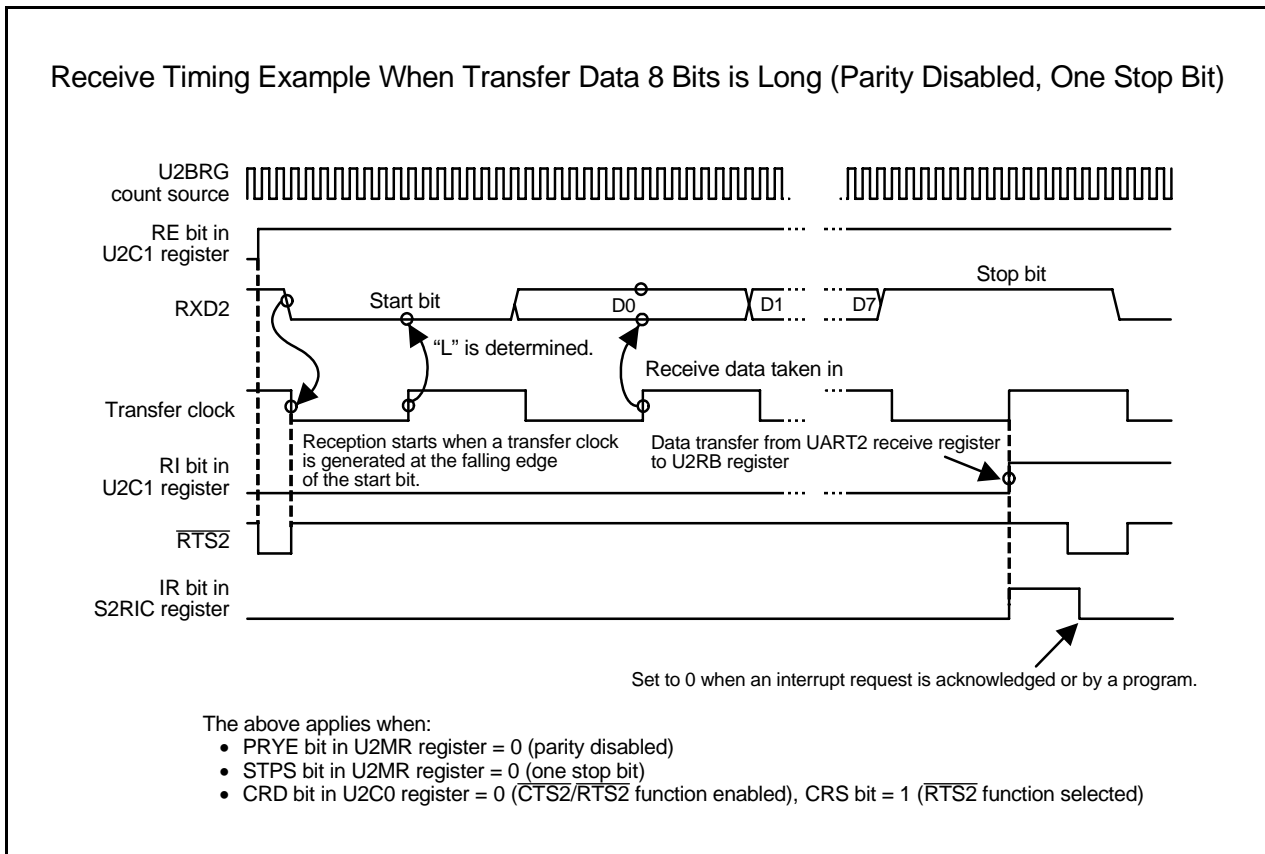 Receive Timing Example When Transfer Data 8 Bits is Long (Parity Disabled, One Stop Bit)
U2BRG
count source
RE bit in
U2C1 register
RXD2
Start bit
D0
D1
D7
Stop bit
“L” is determined.
Receive data taken in
Transfer clock
Reception starts when a transfer clock
is generated at the falling edge
of the start bit.
Data transfer from UART2 receive register
to U2RB register
RI bit in
U2C1 register
RTS2
IR bit in
S2RIC register
Set to 0 when an interrupt request is acknowledged or by a program.
The above applies when:
• PRYE bit in U2MR register = 0 (parity disabled)
• STPS bit in U2MR register = 0 (one stop bit)
• CRD bit in U2C0 register = 0 (CTS2/RTS2 function enabled), CRS bit = 1 (RTS2 function selected)